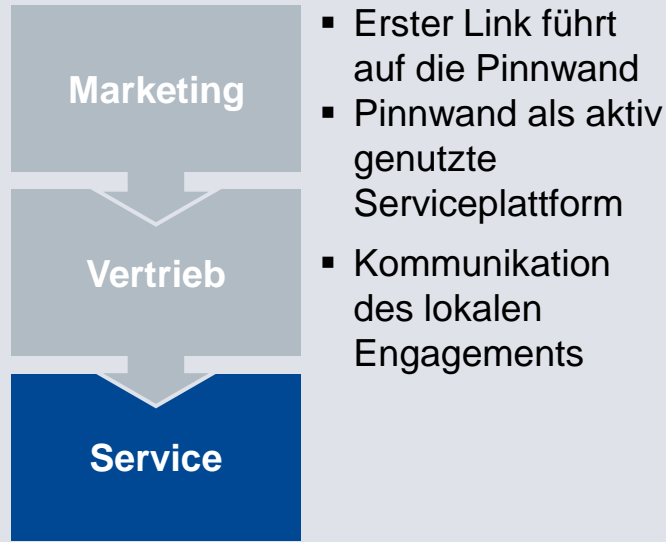 Marketing
Vertrieb
Service
▪ Erster Link führt
auf die Pinnwand
▪ Pinnwand als aktiv
genutzte
Serviceplattform
▪ Kommunikation
des lokalen
Engagements